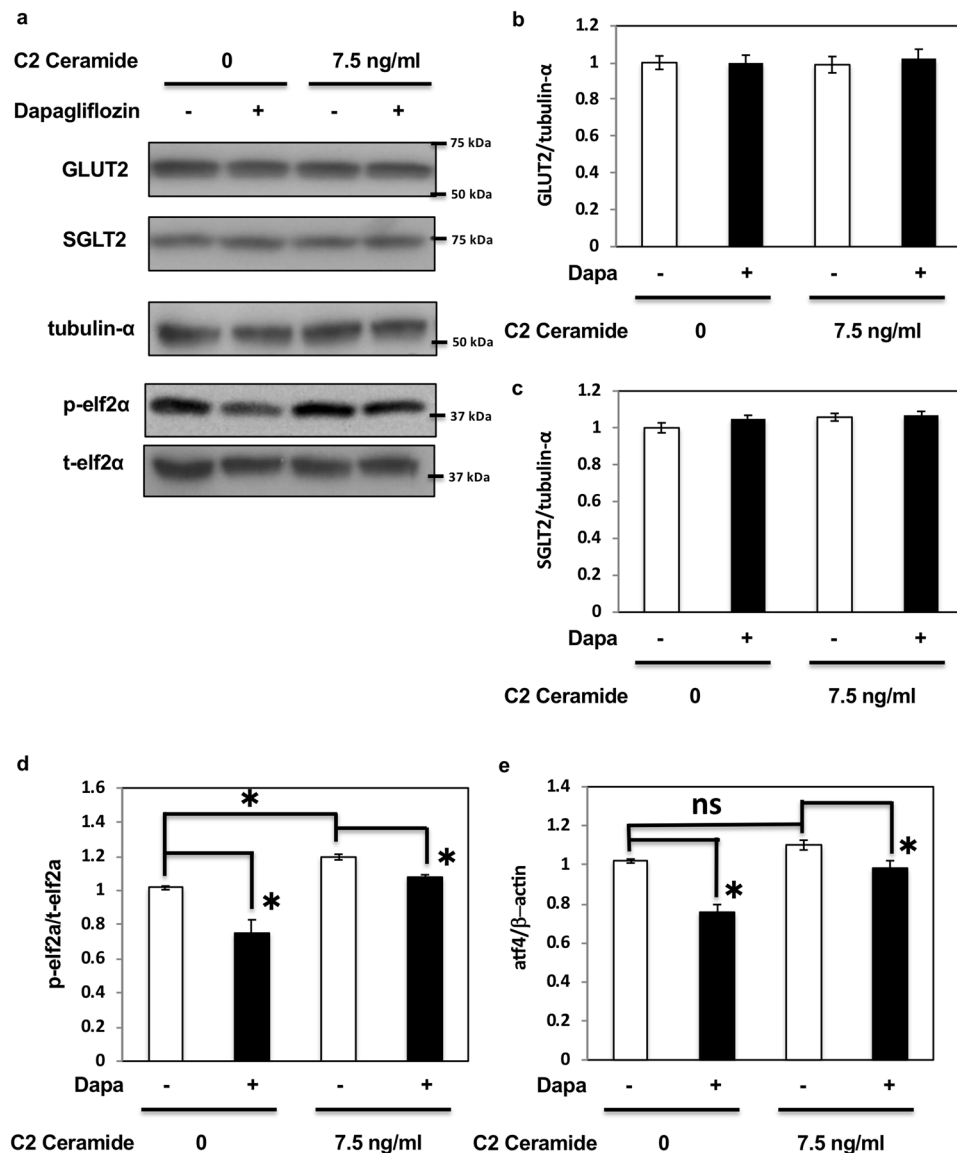 a
C2 Ceramide 0 7.5 ng/ml
Dapagliflozin - + - +
GLUT2
75 kDa
50 kDa
SGLT2
75 kDa
tubulin-α
50 kDa
p-eIf2α
37 kDa
t-eIf2α
37 kDa
b
GLUT2/tubulin-α
1.2
1
0.8
0.6
0.4
0.2
0
Dapa - + - +
C2 Ceramide 0 7.5 ng/ml
c
SGLT2/tubulin-α
1.2
1
0.8
0.6
0.4
0.2
0
Dapa - + - +
C2 Ceramide 0 7.5 ng/ml
d
p-eIf2a/t-eIf2a
1.6
1.4
1.2
1
0.8
0.6
0.4
0.2
0
* * *
Dapa - + - +
C2 Ceramide 0 7.5 ng/ml
e
atf4/β-actin
1.4
1.2
1
0.8
0.6
0.4
0.2
0
ns
* *
Dapa - + - +
C2 Ceramide 0 7.5 ng/ml